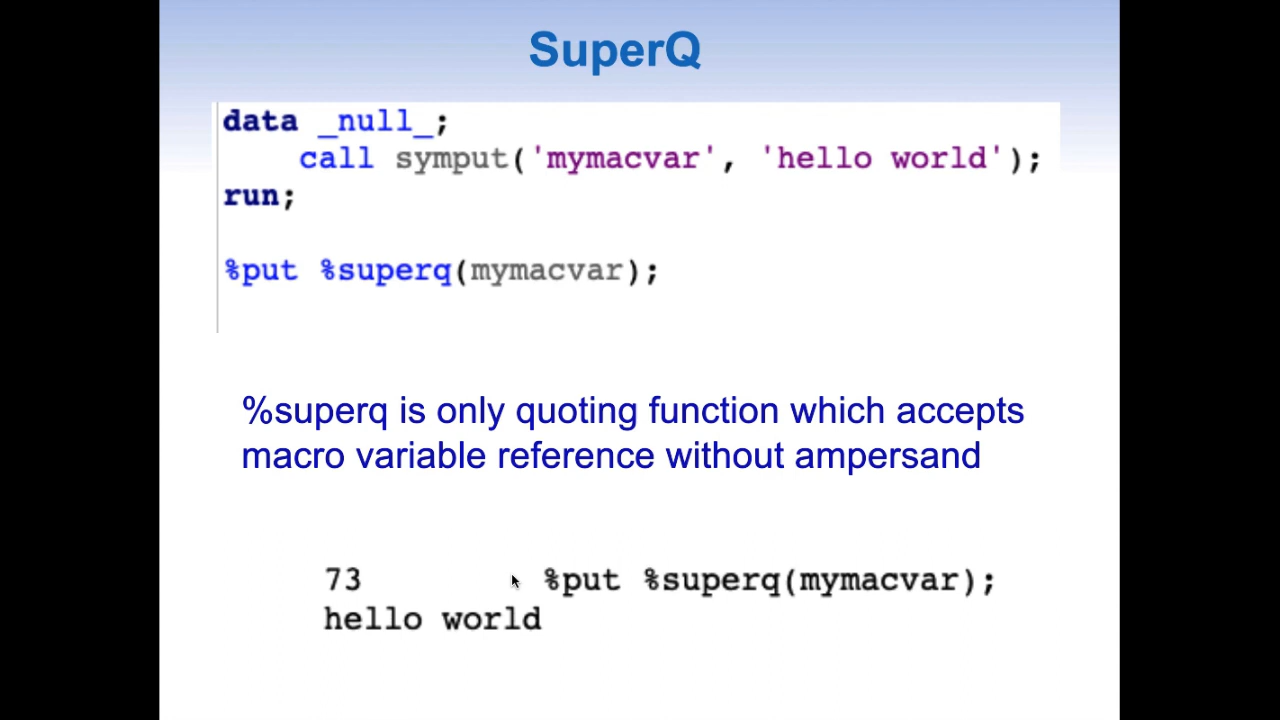 SuperQ
data _null_;
call symput('mymacvar', 'hello world');
run;
%put %superq(mymacvar);
%superq is only quoting function which accepts
macro variable reference without ampersand
73 %put %superq(mymacvar);
hello world